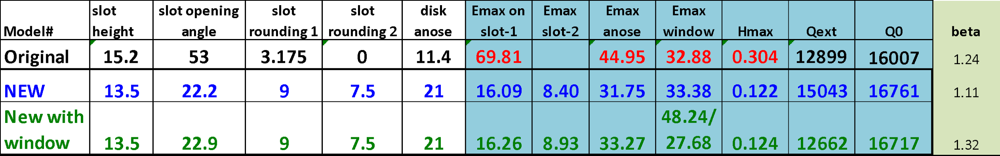 slot slot opening slot slot disk Emax on Emax Emax Emax
Model# height angle rounding 1 rounding 2 anose slot-1 slot-2 anose window Hmax Qext Q0 beta
Original 15.2 53 3.175 0 11.4 69.81 44.95 32.88 0.304 12899 16007 1.24
NEW 13.5 22.2 9 7.5 21 16.09 8.40 31.75 33.38 0.122 15043 16761 1.11
New with 48.24/
window 13.5 22.9 9 7.5 21 16.26 8.93 33.27 27.68 0.124 12662 16717 1.32